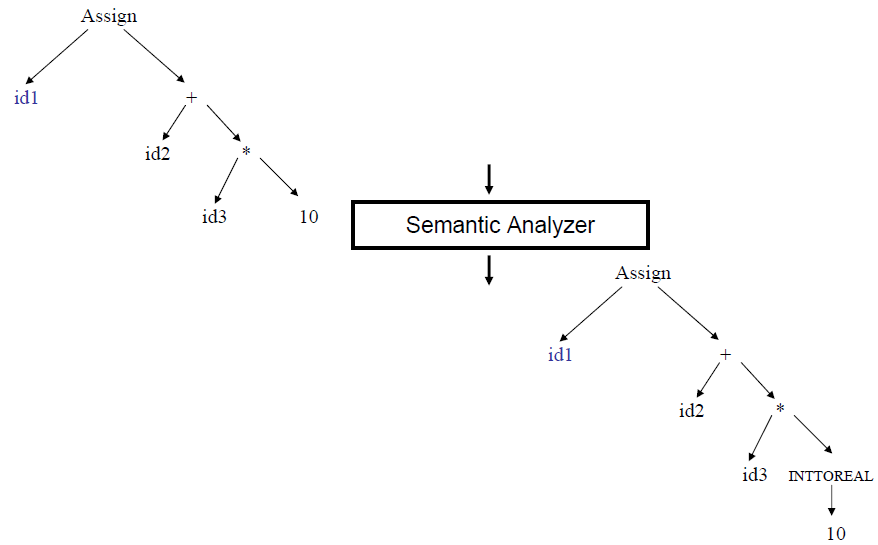 Assign
id1
+
id2
*
id3
10
Semantic Analyzer
Assign
id1
+
id2
*
id3
INTTOREAL
10